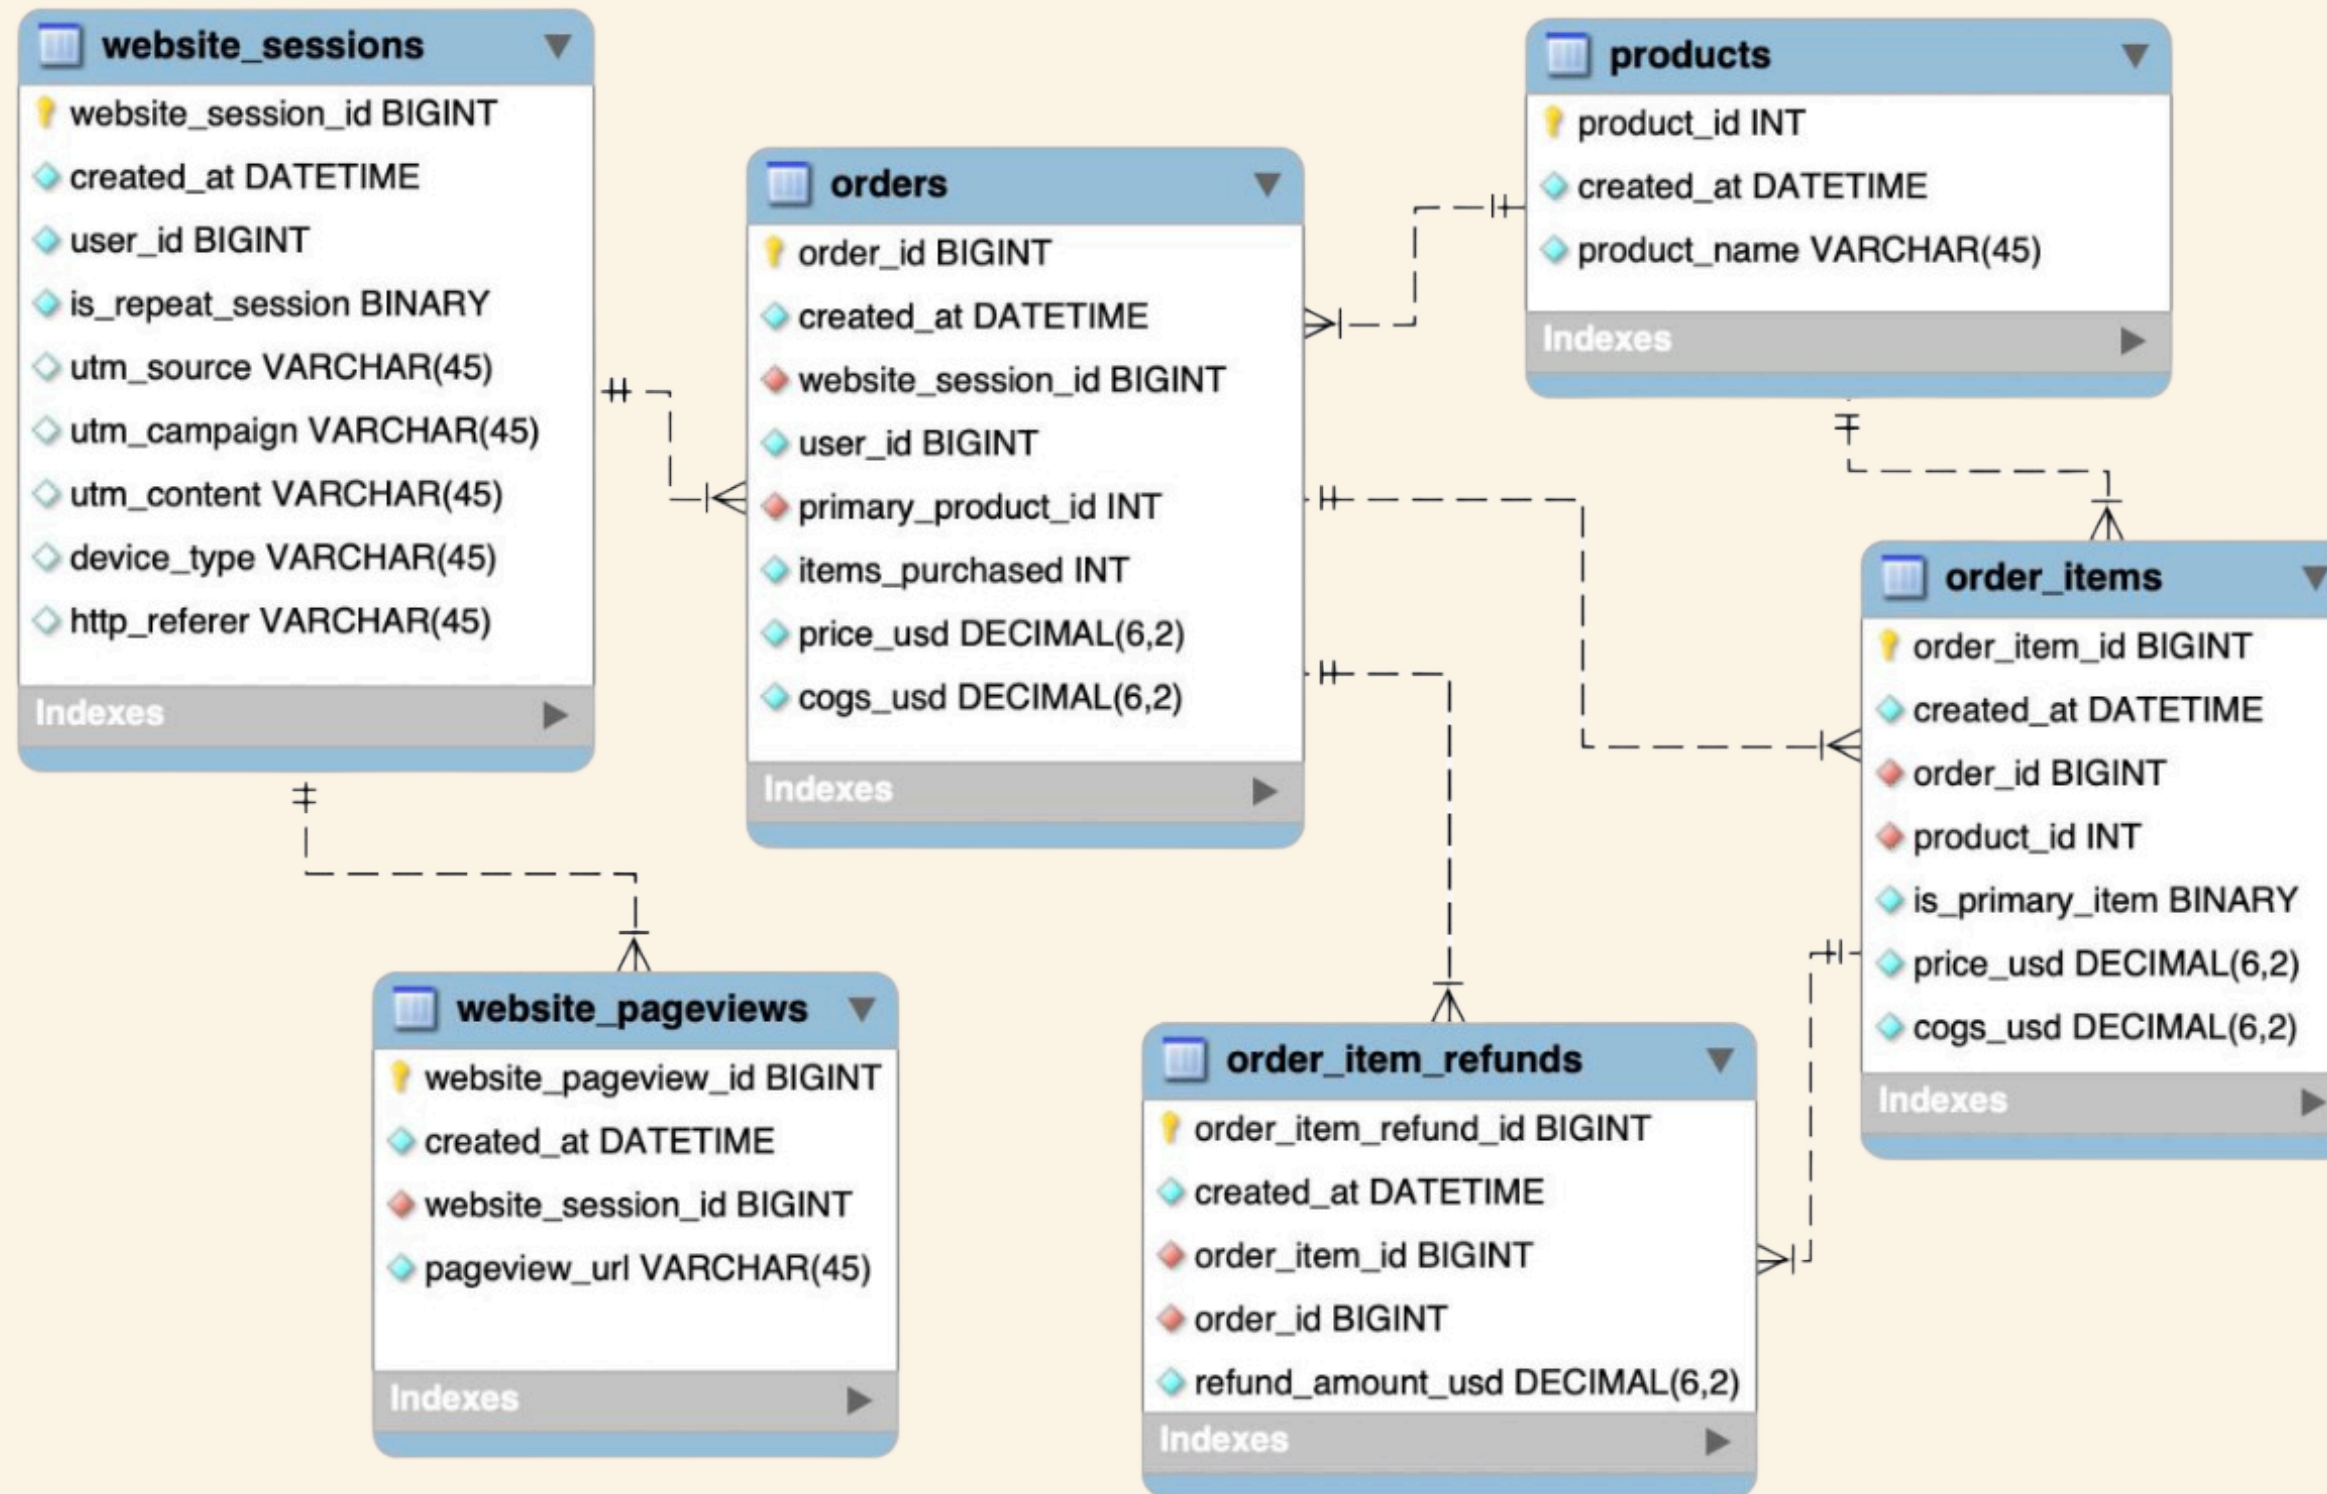 website_sessions
website_session_id BIGINT
created_at DATETIME
user_id BIGINT
is_repeat_session BINARY
utm_source VARCHAR(45)
utm_campaign VARCHAR(45)
utm_content VARCHAR(45)
device_type VARCHAR(45)
http_referer VARCHAR(45)
Indexes
orders
order_id BIGINT
created_at DATETIME
website_session_id BIGINT
user_id BIGINT
primary_product_id INT
items_purchased INT
price_usd DECIMAL(6,2)
cogs_usd DECIMAL(6,2)
Indexes
products
product_id INT
created_at DATETIME
product_name VARCHAR(45)
Indexes
order_items
order_item_id BIGINT
created_at DATETIME
order_id BIGINT
product_id INT
is_primary_item BINARY
price_usd DECIMAL(6,2)
cogs_usd DECIMAL(6,2)
Indexes
website_pageviews
website_pageview_id BIGINT
created_at DATETIME
website_session_id BIGINT
pageview_url VARCHAR(45)
Indexes
order_item_refunds
order_item_refund_id BIGINT
created_at DATETIME
order_item_id BIGINT
order_id BIGINT
refund_amount_usd DECIMAL(6,2)
Indexes